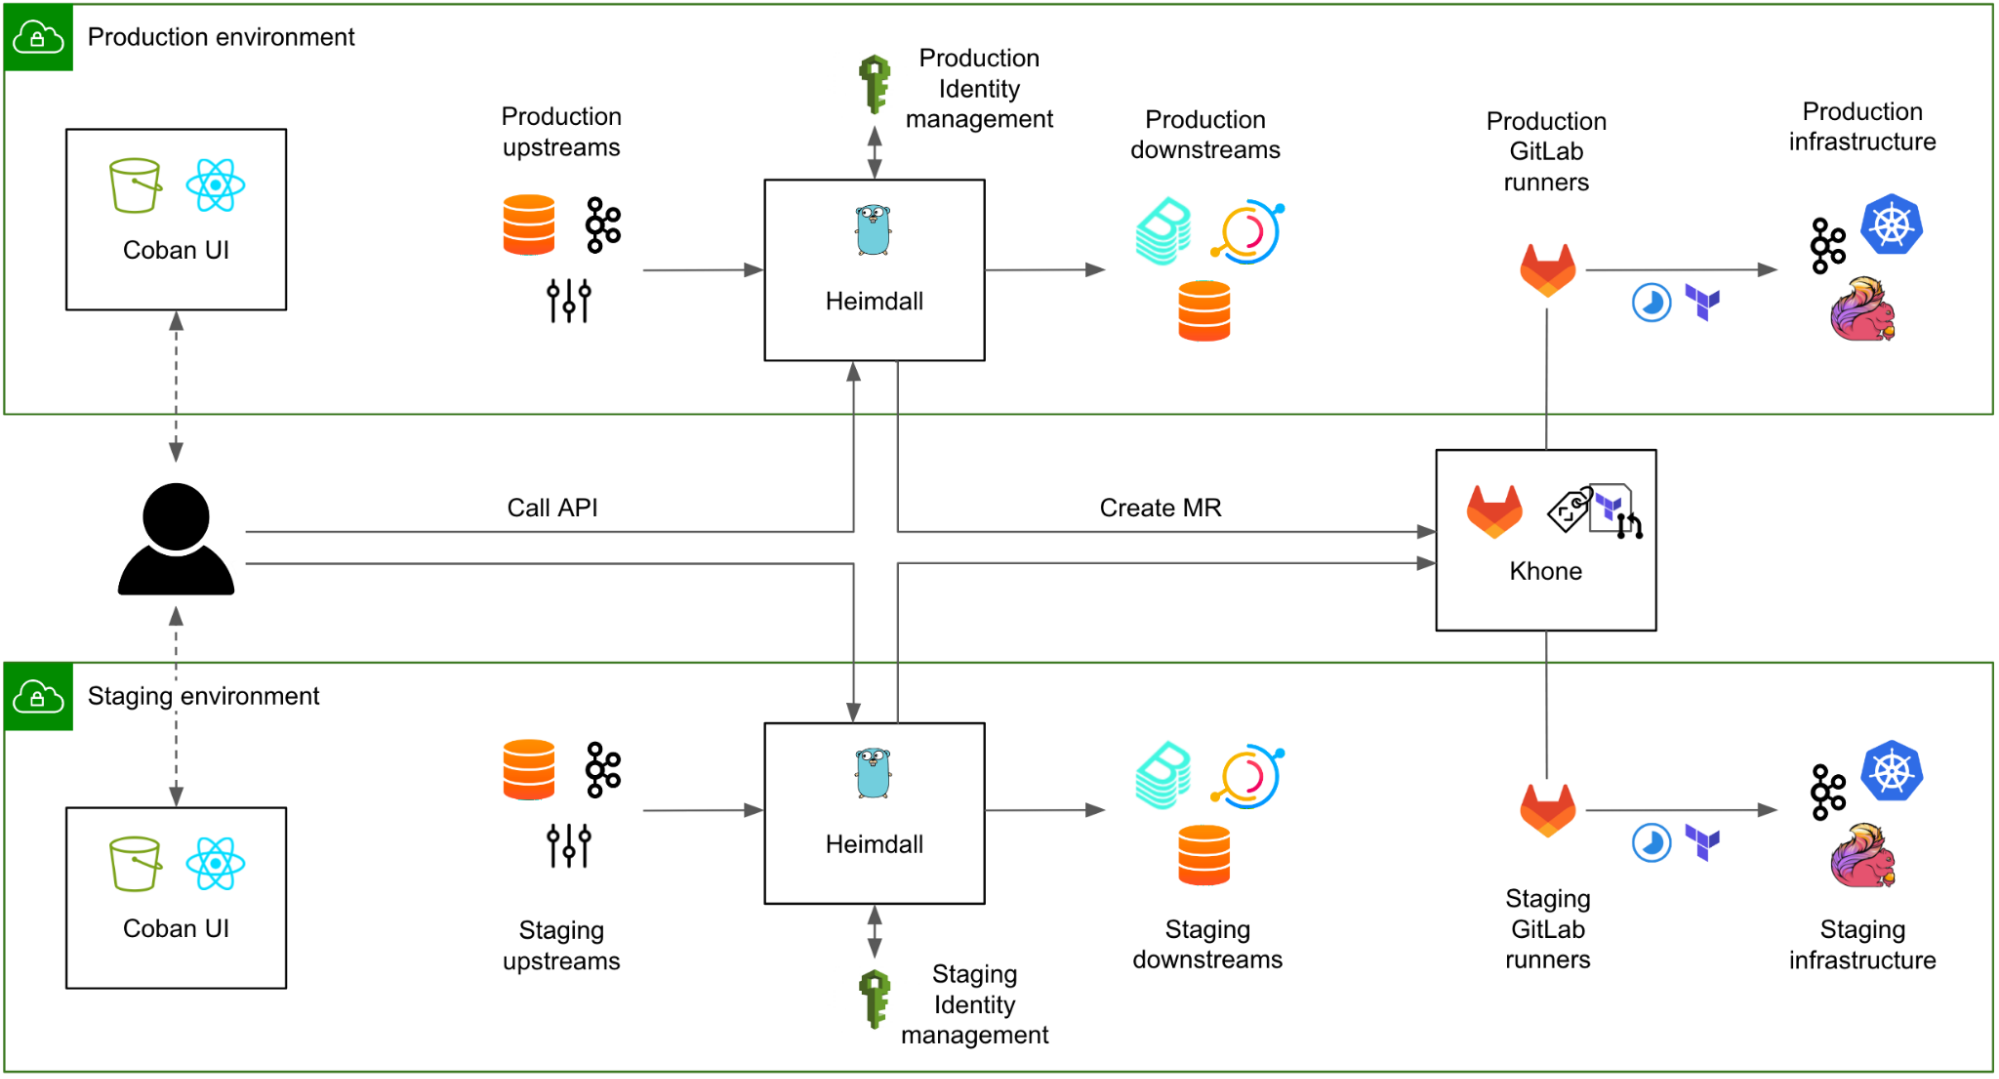 Production environment
Production
Identity
management
Production
upstreams
Production
downstreams
Production
GitLab
runners
Production
infrastructure
Coban UI
Heimdall
Call API
Create MR
Khone
Staging environment
Coban UI
Heimdall
Staging
upstreams
Staging
Identity
management
Staging
downstreams
Staging
GitLab
runners
Staging
infrastructure